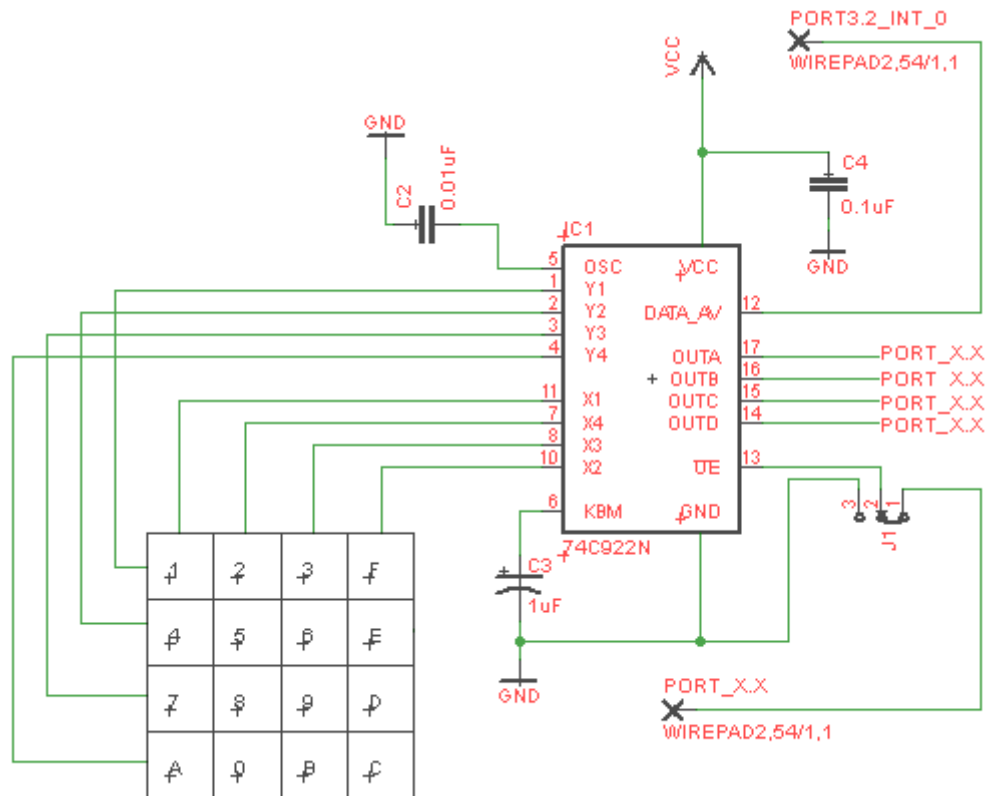 PORT3.2_INT_0
WIREPAD2,54/1,1
VCC
GND
C2
0.01uF
C4
0.1uF
GND
IC1
5 OSC
VCC
1 Y1
2 Y2
DATA_AV 12
3 Y3
4 Y4
OUTA 17 PORT_X.X
OUTB 16 PORT_X.X
11 X1
OUTC 15 PORT_X.X
7 X4
OUTD 14 PORT_X.X
8 X3
10 X2
OE 13
6 KBM
GND
3 2 1
J1
74C922N
C3
1uF
GND
1 2 3 F
4 5 6 E
7 8 9 D
A 0 B C
PORT_X.X
WIREPAD2,54/1,1